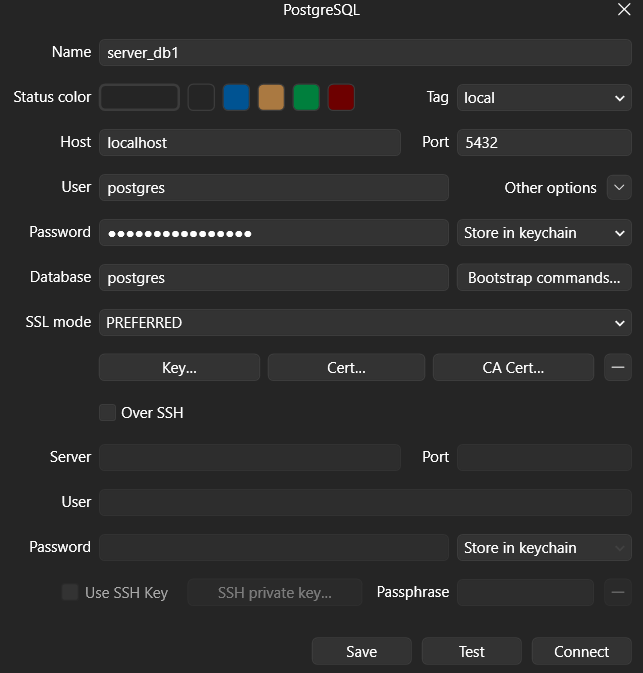 PostgreSQL
Name server_db1
Status color Tag local
Host localhost Port 5432
User postgres Other options
Password ●●●●●●●●●●●●●●●● Store in keychain
Database postgres Bootstrap commands...
SSL mode PREFERRED
Key... Cert... CA Cert...
Over SSH
Server Port
User
Password Store in keychain
Use SSH Key SSH private key... Passphrase
Save Test Connect